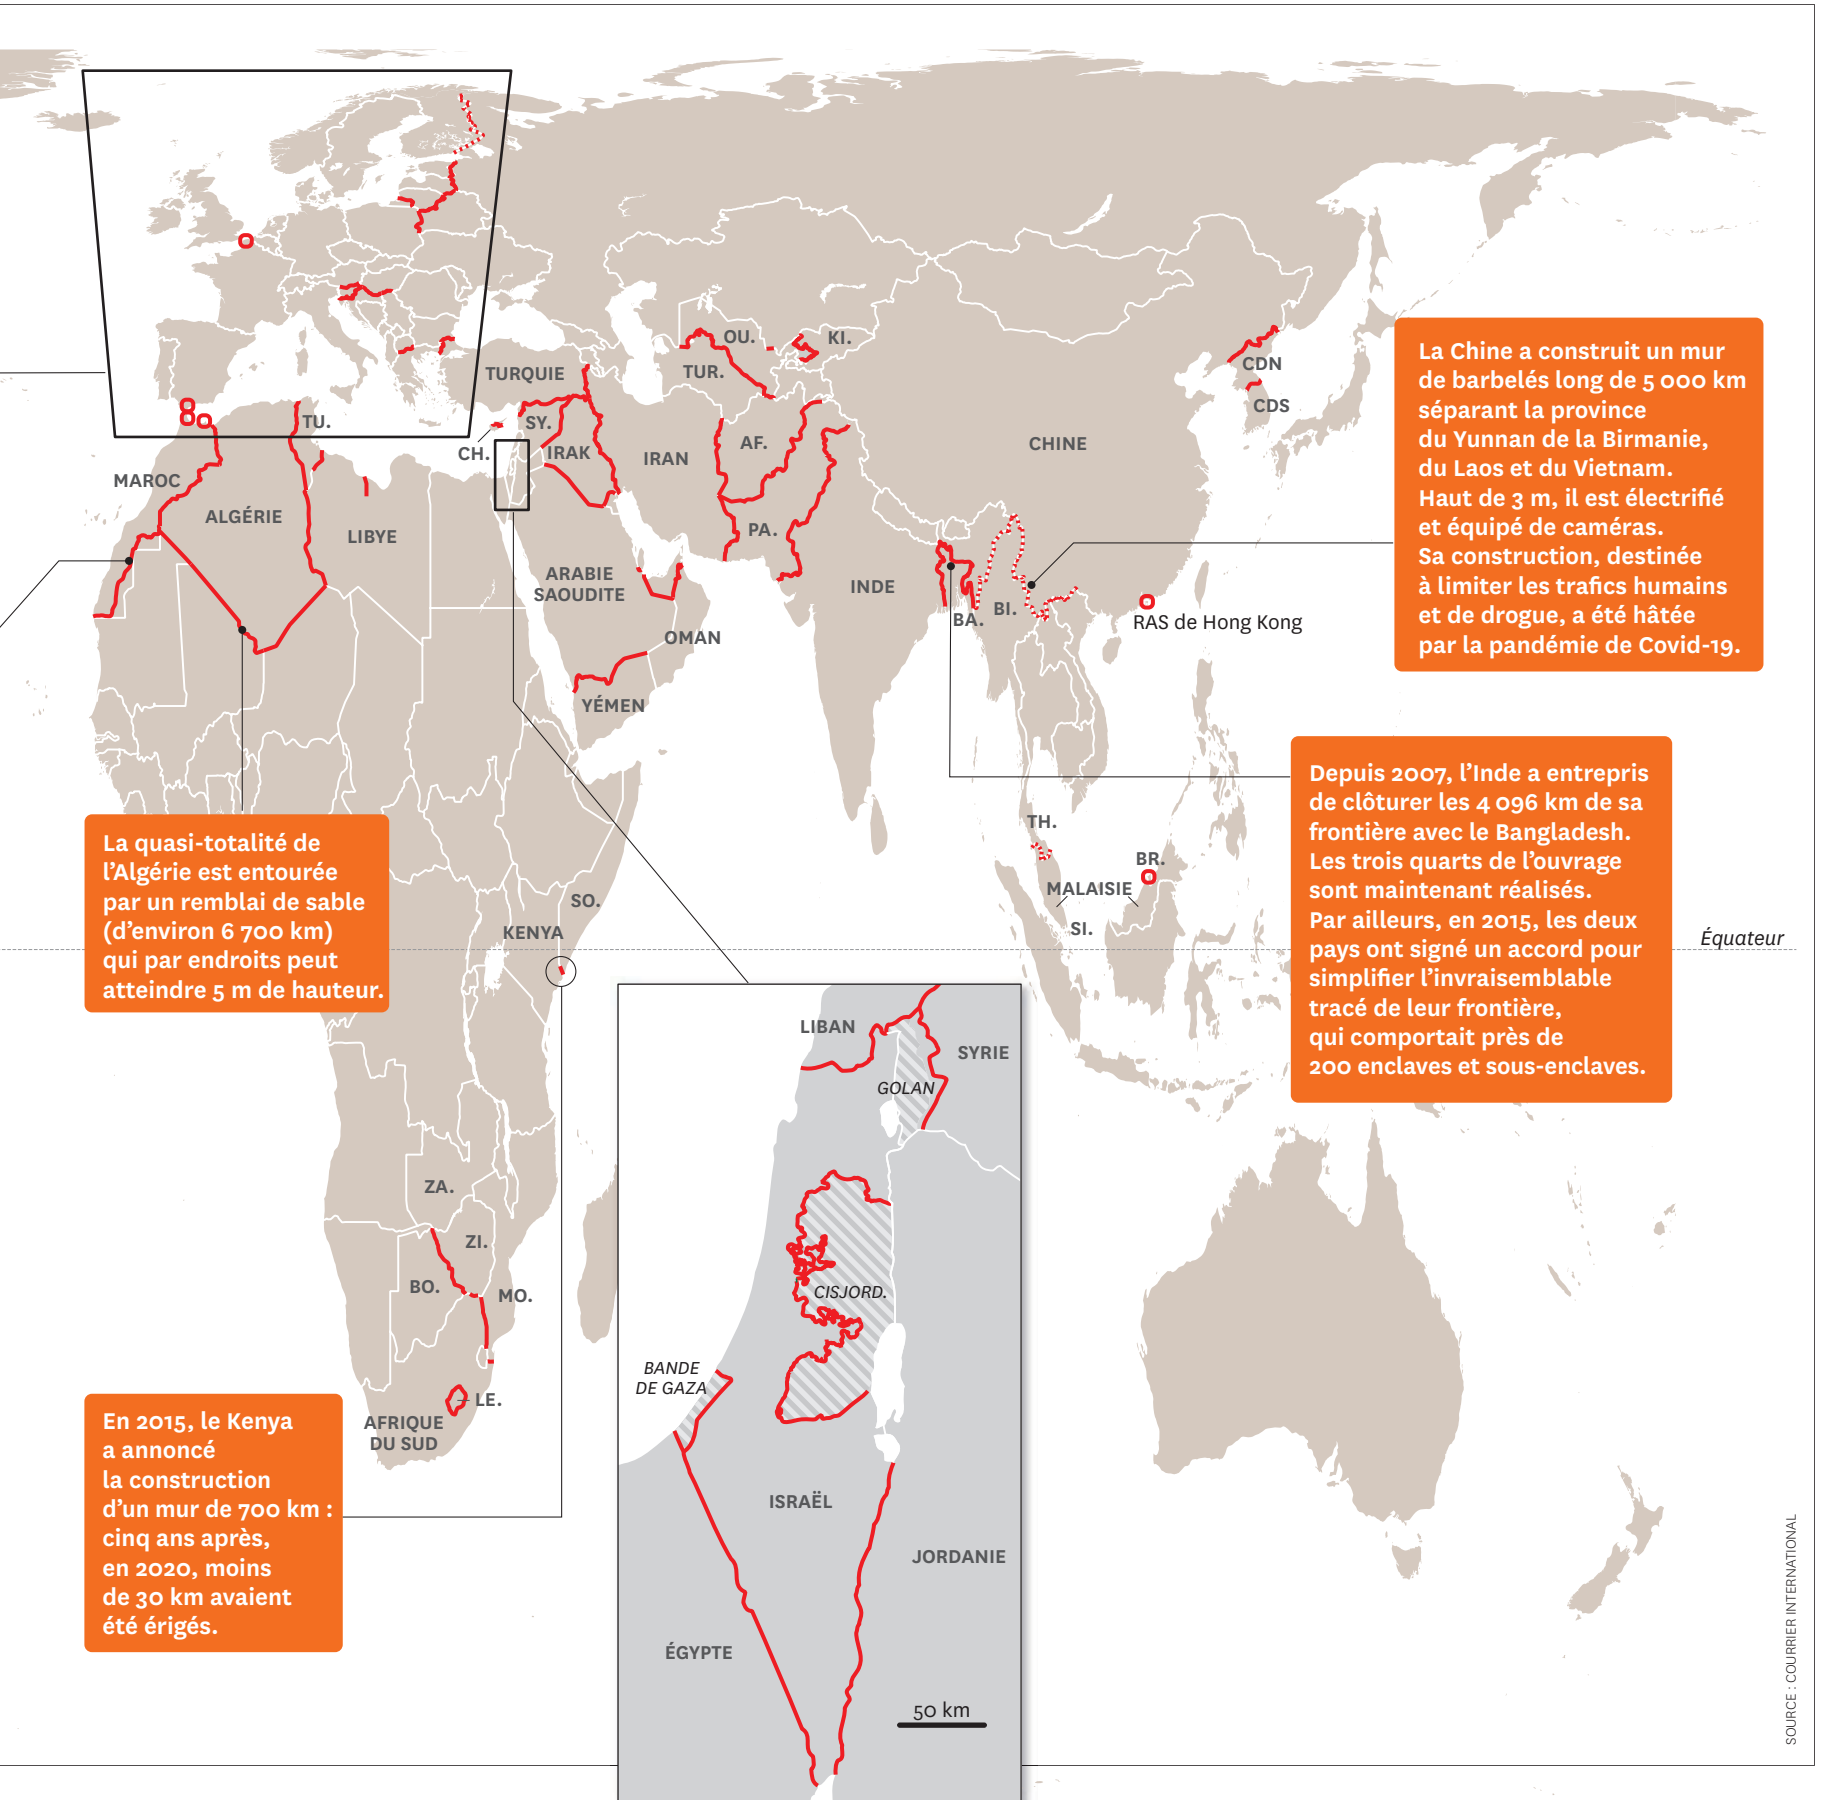 TURQUIE
OU.
KI.
TUR.
CDN
CDS
TU.
CH.
SY.
IRAK
IRAN
AF.
CHINE
MAROC
ALGÉRIE
LIBYE
PA.
ARABIE
SAOUDITE
INDE
OMAN
BA.
BI.
RAS de Hong Kong
YÉMEN
La Chine a construit un mur
de barbelés long de 5 000 km
séparant la province
du Yunnan de la Birmanie,
du Laos et du Vietnam.
Haut de 3 m, il est électrifié
et équipé de caméras.
Sa construction, destinée
à limiter les trafics humains
et de drogue, a été hâtée
par la pandémie de Covid-19.
Depuis 2007, l'Inde a entrepris
de clôturer les 4 096 km de sa
frontière avec le Bangladesh.
Les trois quarts de l'ouvrage
sont maintenant réalisés.
Par ailleurs, en 2015, les deux
pays ont signé un accord pour
simplifier l'invraisemblable
tracé de leur frontière,
qui comportait près de
200 enclaves et sous-enclaves.
La quasi-totalité de
l'Algérie est entourée
par un remblai de sable
(d'environ 6 700 km)
qui par endroits peut
atteindre 5 m de hauteur.
TH.
BR.
MALAISIE
SI.
SO.
KENYA
Équateur
ZA.
ZI.
BO.
MO.
LE.
AFRIQUE
DU SUD
En 2015, le Kenya
a annoncé
la construction
d'un mur de 700 km :
cinq ans après,
en 2020, moins
de 30 km avaient
été érigés.
LIBAN
SYRIE
GOLAN
CISJORD.
BANDE
DE GAZA
ISRAËL
JORDANIE
ÉGYPTE
50 km
SOURCE : COURRIER INTERNATIONAL